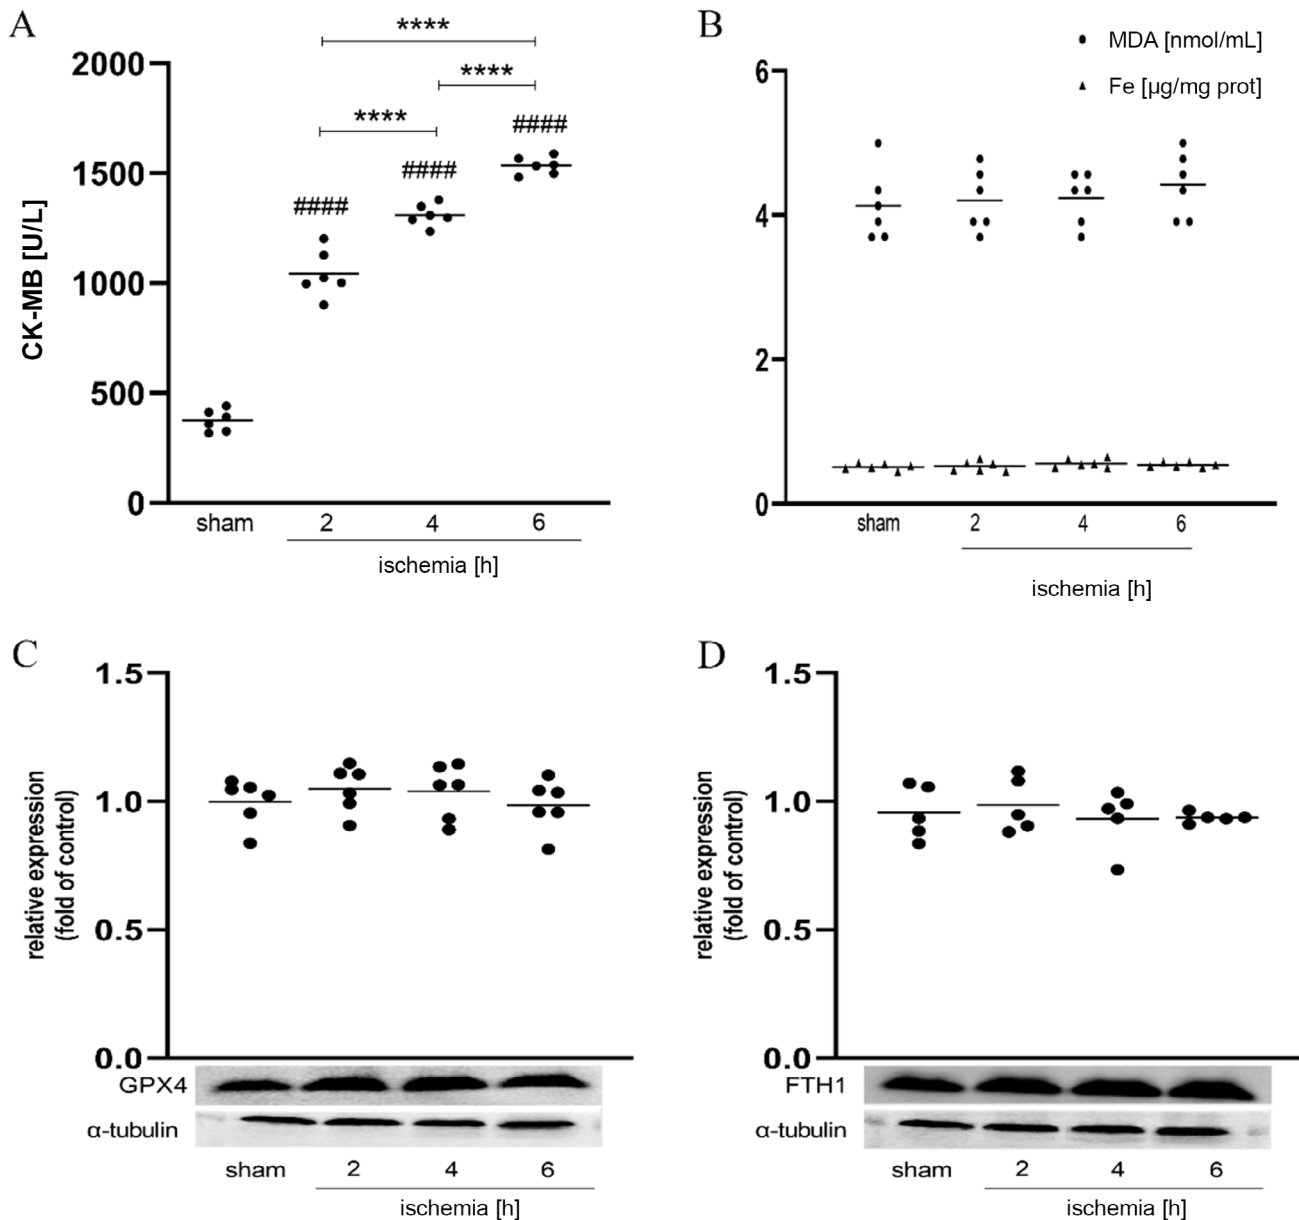 A
CK-MB [U/L]
2000
1500
1000
500
0
****
****
****
####
####
####
sham 2 4 6
ischemia [h]
B
MDA [nmol/mL]
Fe [µg/mg prot]
6
4
2
0
sham 2 4 6
ischemia [h]
C
relative expression
(fold of control)
1.5
1.0
0.5
0.0
GPX4
α-tubulin
sham 2 4 6
ischemia [h]
D
relative expression
(fold of control)
1.5
1.0
0.5
0.0
FTH1
α-tubulin
sham 2 4 6
ischemia [h]